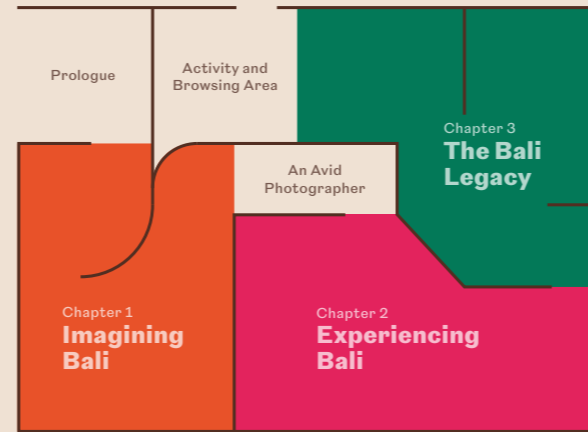 Prologue
Activity and
Browsing Area
An Avid
Photographer
Chapter 3
The Bali
Legacy
Chapter 1
Imagining
Bali
Chapter 2
Experiencing
Bali